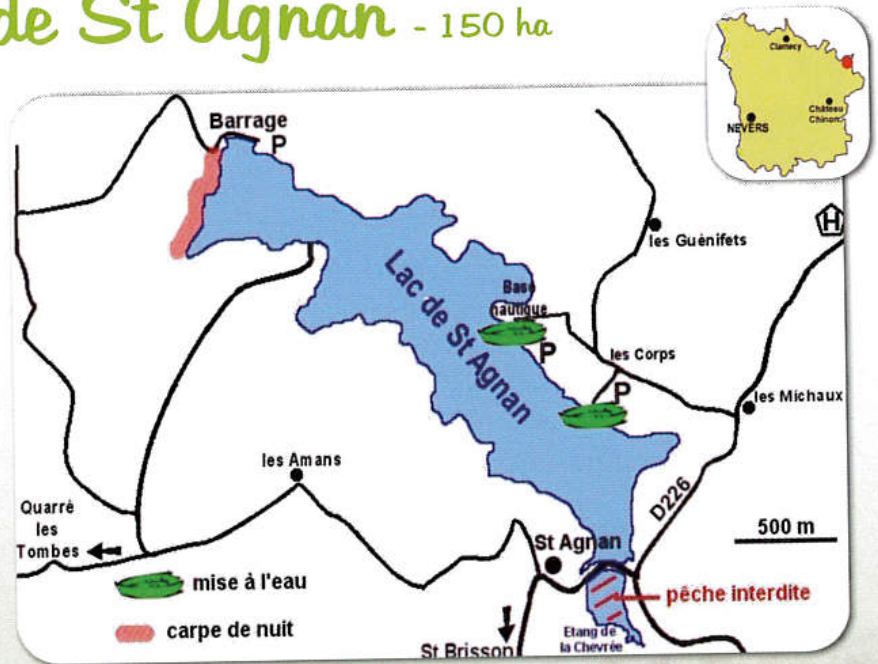 de St Agnan - 150 ha
Clamecy
Château
Chinon
NEVERS
Barrage
P
H
les Guénifets
Lac de St Agnan
Base
nautique
P
les Corps
P
les Michaux
les Amans
D226
Quarré
les
Tombes
500 m
St Agnan
mise à l'eau
pêche interdite
carpe de nuit
Etang de
la Chevrée
St Brisson